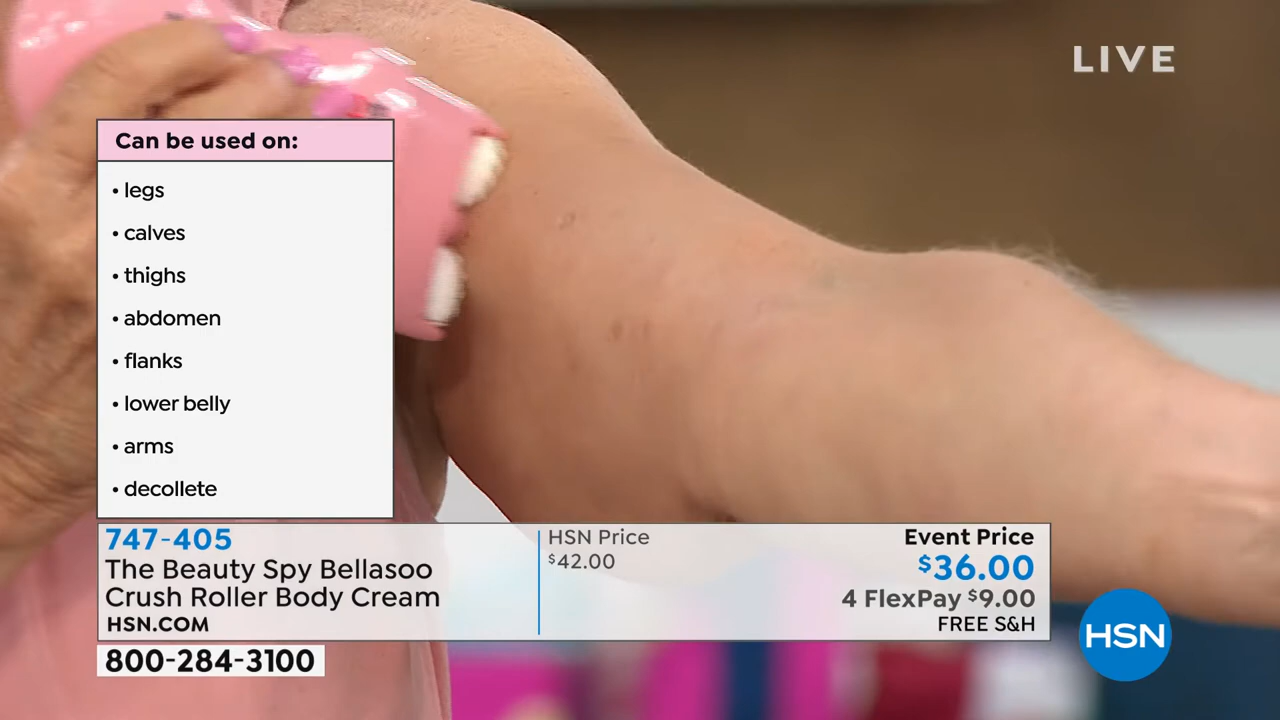 LIVE
Can be used on:
• legs
• calves
• thighs
• abdomen
• flanks
• lower belly
• arms
• decollete
747-405
The Beauty Spy Bellasoo
Crush Roller Body Cream
HSN.COM
HSN Price
$42.00
Event Price
$36.00
4 FlexPay $9.00
FREE S&H
800-284-3100
HSN